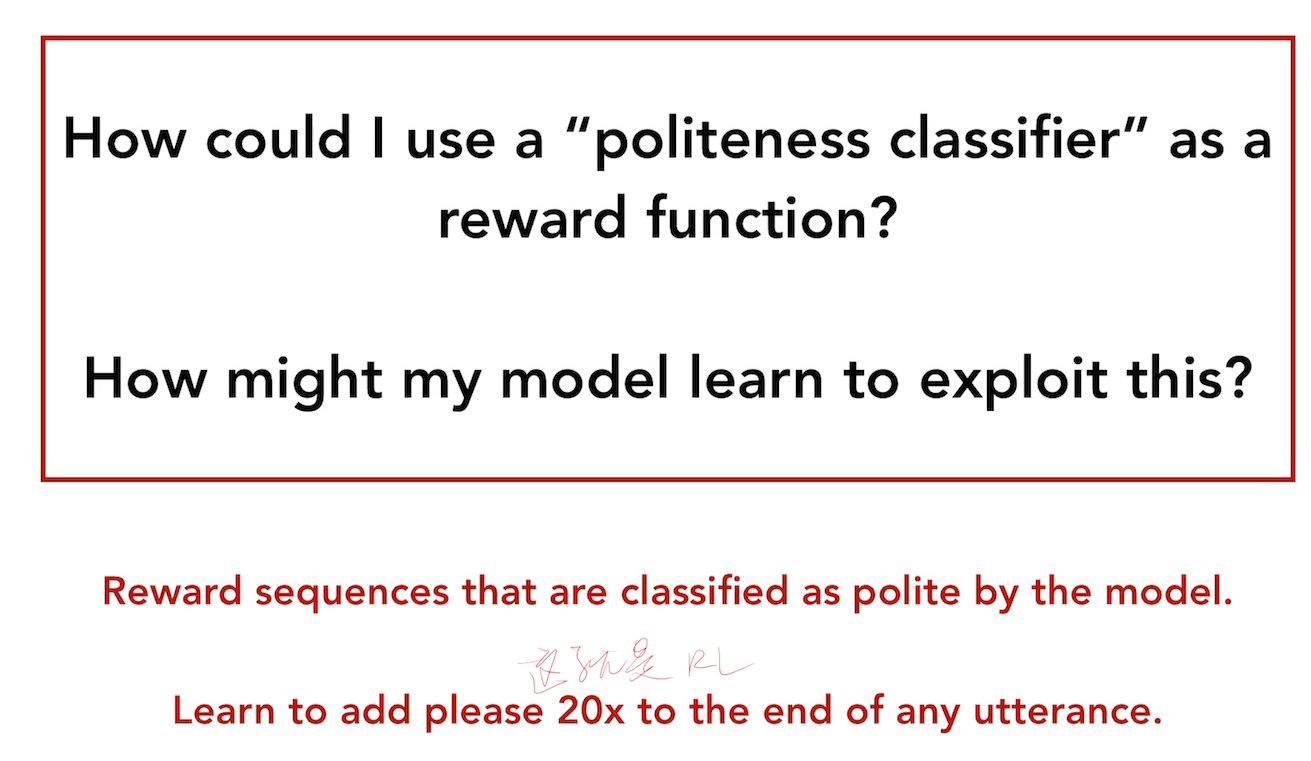 How could I use a “politeness classifier” as a
reward function?
How might my model learn to exploit this?
Reward sequences that are classified as polite by the model.
这就是 RL
Learn to add please 20x to the end of any utterance.